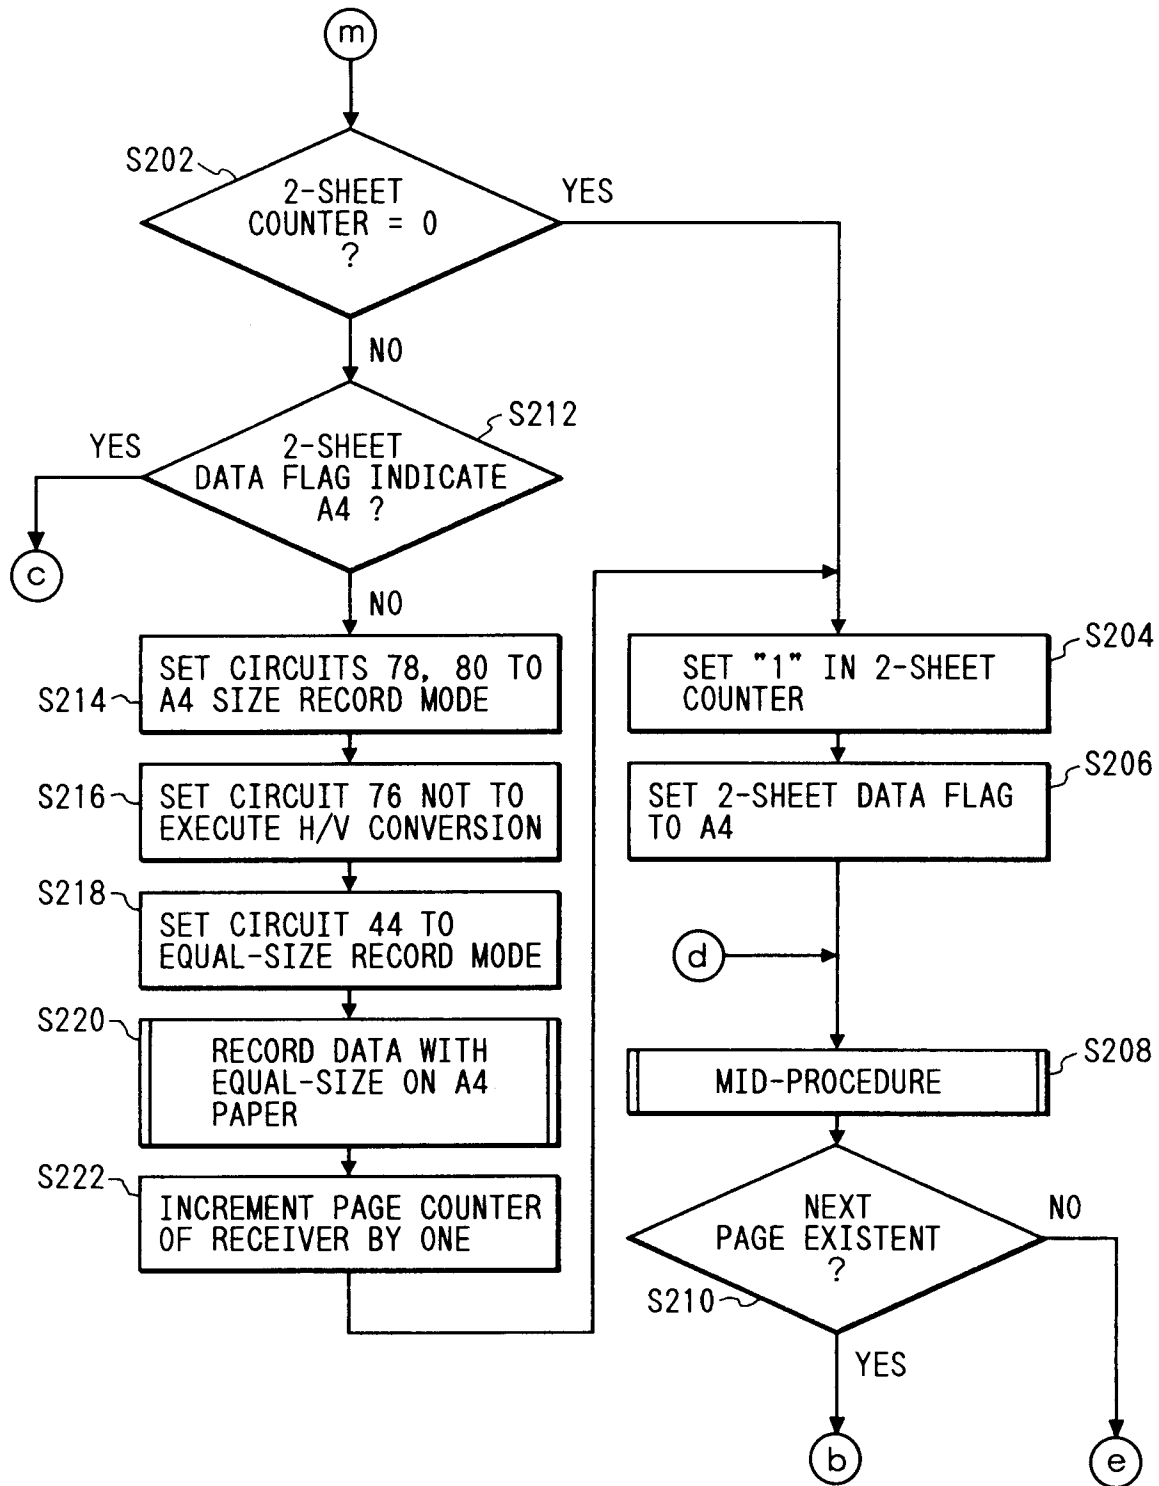 m
S202
2-SHEET
COUNTER = 0
?
YES
NO
S212
YES
2-SHEET
DATA FLAG INDICATE
A4 ?
c
NO
S214
SET CIRCUITS 78, 80 TO
A4 SIZE RECORD MODE
S216
SET CIRCUIT 76 NOT TO
EXECUTE H/V CONVERSION
S218
SET CIRCUIT 44 TO
EQUAL-SIZE RECORD MODE
S220
RECORD DATA WITH
EQUAL-SIZE ON A4
PAPER
S222
INCREMENT PAGE COUNTER
OF RECEIVER BY ONE
S204
SET "1" IN 2-SHEET
COUNTER
S206
SET 2-SHEET DATA FLAG
TO A4
d
S208
MID-PROCEDURE
NEXT
PAGE EXISTENT
?
NO
S210
YES
b
e